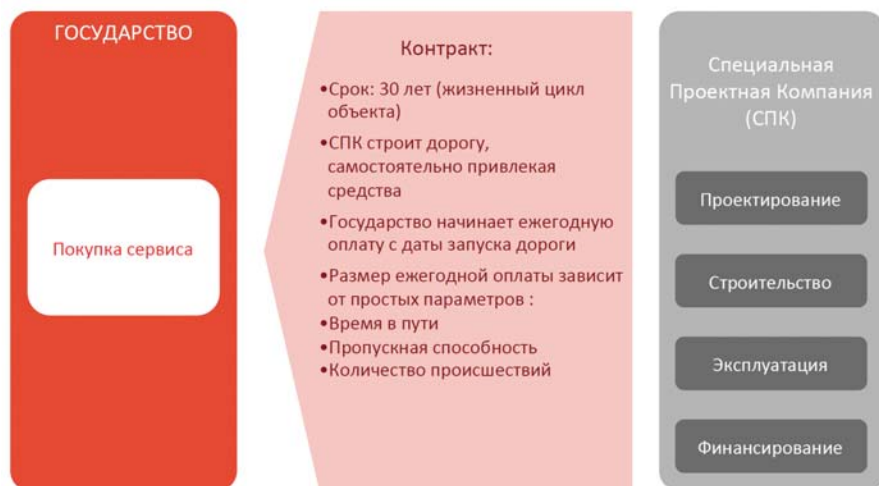 ГОСУДАРСТВО
Покупка сервиса
Контракт:
•Срок: 30 лет (жизненный цикл
объекта)
•СПК строит дорогу,
самостоятельно привлекая
средства
•Государство начинает ежегодную
оплату с даты запуска дороги
•Размер ежегодной оплаты зависит
от простых параметров :
•Время в пути
•Пропускная способность
•Количество происшествий
Специальная
Проектная Компания
(СПК)
Проектирование
Строительство
Эксплуатация
Финансирование